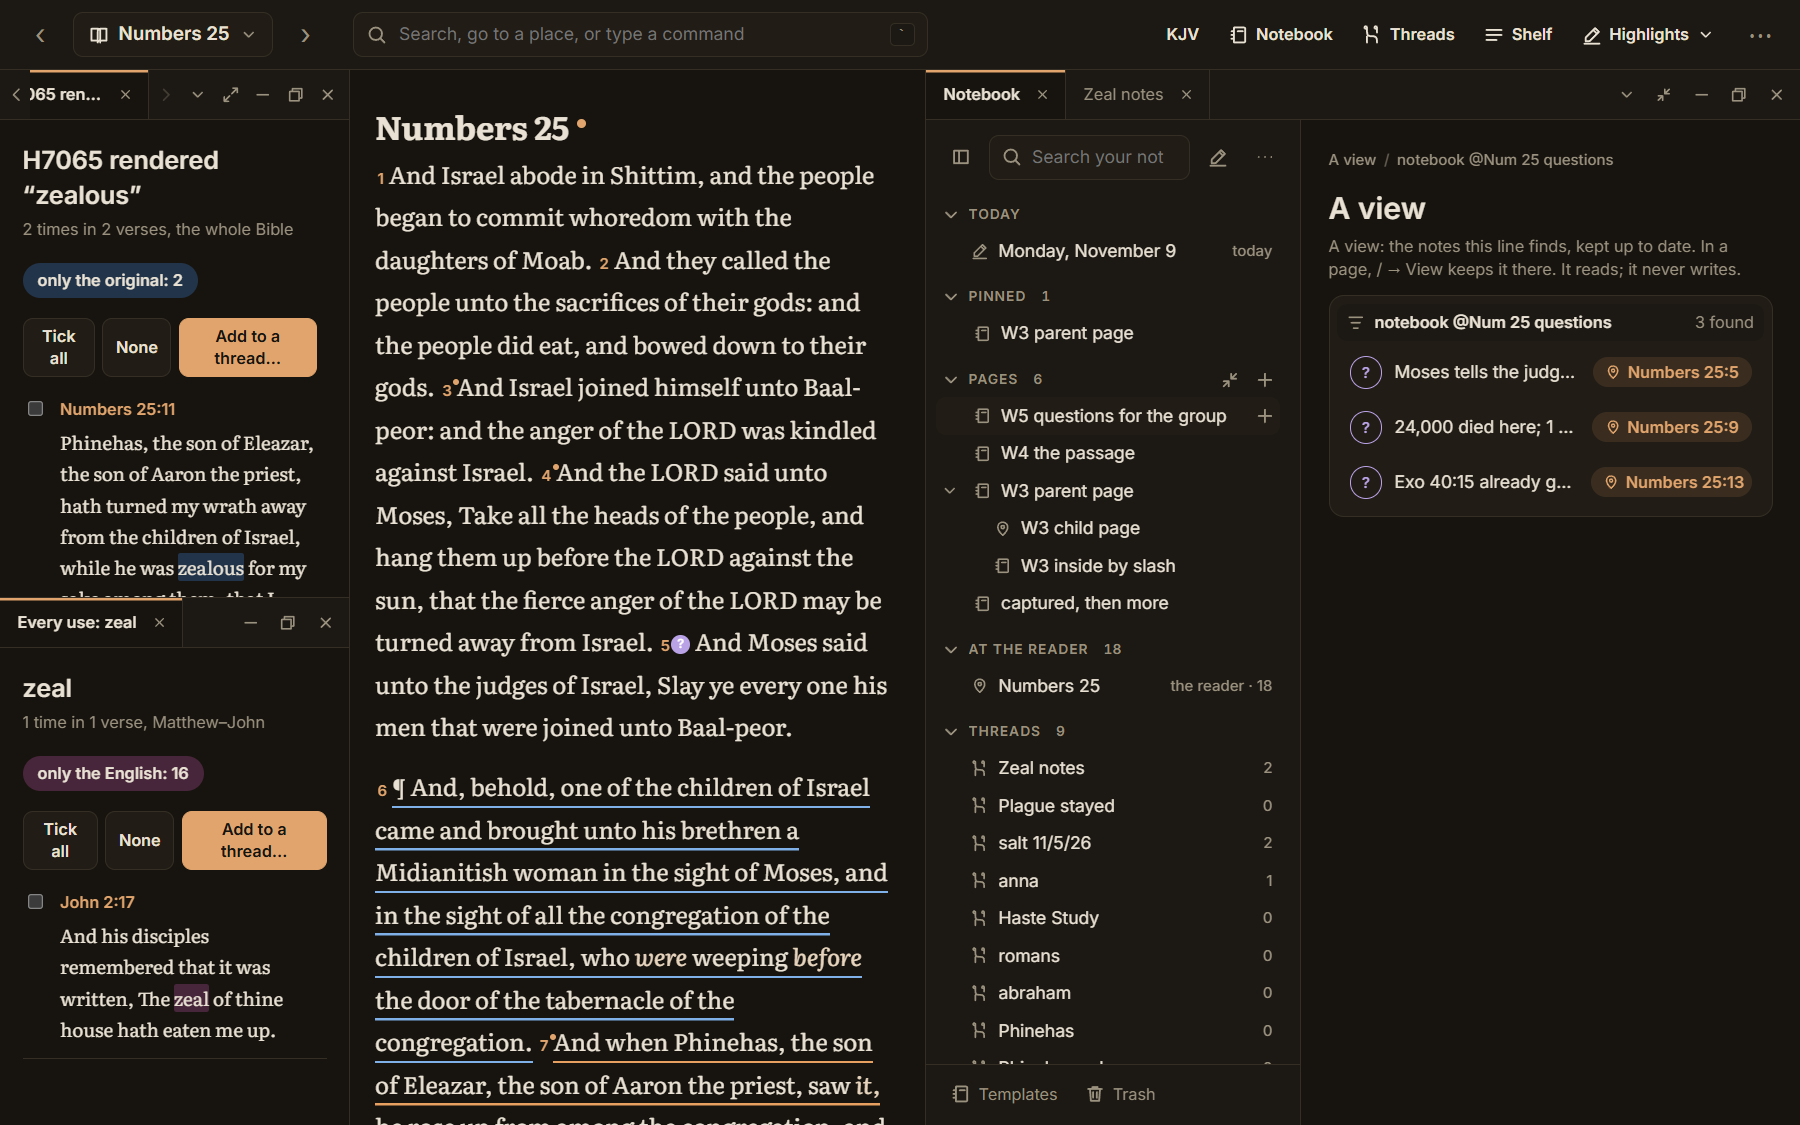 Numbers 25
Search, go to a place, or type a command
`
KJV
Notebook
Threads
Shelf
Highlights
065 ren...
H7065 rendered
“zealous”
2 times in 2 verses, the whole Bible
only the original: 2
Tick
all
None
Add to a
thread...
Numbers 25:11
Phinehas, the son of Eleazar,
the son of Aaron the priest,
hath turned my wrath away
from the children of Israel,
while he was zealous for my
Every use: zeal
zeal
1 time in 1 verse, Matthew–John
only the English: 16
Tick
all
None
Add to a
thread...
John 2:17
And his disciples
remembered that it was
written, The zeal of thine
house hath eaten me up.
Numbers 25
1 And Israel abode in Shittim, and the people
began to commit whoredom with the
daughters of Moab. 2 And they called the
people unto the sacrifices of their gods: and
the people did eat, and bowed down to their
gods. 3 And Israel joined himself unto Baal-
peor: and the anger of the LORD was kindled
against Israel. 4 And the LORD said unto
Moses, Take all the heads of the people, and
hang them up before the LORD against the
sun, that the fierce anger of the LORD may be
turned away from Israel. 5 ? And Moses said
unto the judges of Israel, Slay ye every one his
men that were joined unto Baal-peor.
6 ¶ And, behold, one of the children of Israel
came and brought unto his brethren a
Midianitish woman in the sight of Moses, and
in the sight of all the congregation of the
children of Israel, who were weeping before
the door of the tabernacle of the
congregation. 7 And when Phinehas, the son
of Eleazar, the son of Aaron the priest, saw it,
he rose up from among the congregation, and
Notebook
Zeal notes
Search your not
TODAY
Monday, November 9 today
PINNED 1
W3 parent page
PAGES 6
W5 questions for the group
W4 the passage
W3 parent page
W3 child page
W3 inside by slash
captured, then more
AT THE READER 18
Numbers 25 the reader · 18
THREADS 9
Zeal notes 2
Plague stayed 0
salt 11/5/26 2
anna 1
Haste Study 0
romans 0
abraham 0
Phinehas 0
Templates
Trash
A view / notebook @Num 25 questions
A view
A view: the notes this line finds, kept up to date. In a
page, / → View keeps it there. It reads; it never writes.
notebook @Num 25 questions 3 found
? Moses tells the judg... Numbers 25:5
? 24,000 died here; 1 ... Numbers 25:9
? Exo 40:15 already g... Numbers 25:13